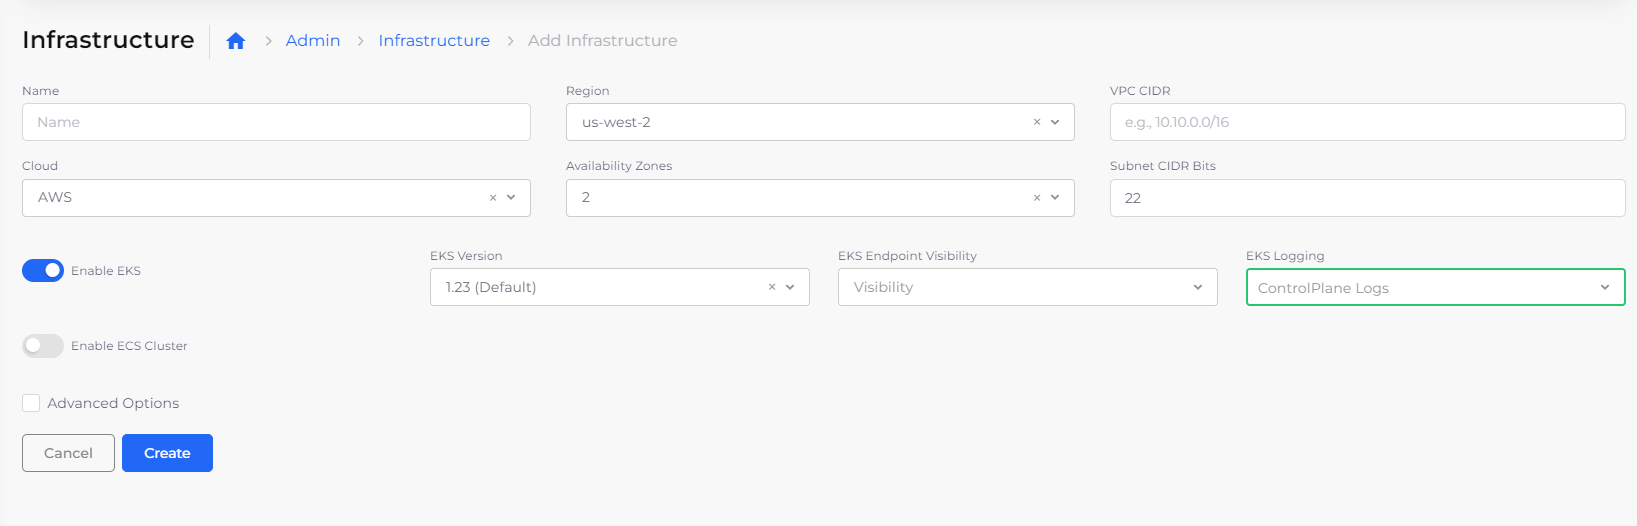 Infrastructure > Admin > Infrastructure > Add Infrastructure
Name Region VPC CIDR
Name us-west-2 × e.g., 10.10.0.0/16
Cloud Availability Zones Subnet CIDR Bits
AWS × 2 × 22
EKS Version EKS Endpoint Visibility EKS Logging
Enable EKS 1.23 (Default) × Visibility ControlPlane Logs
Enable ECS Cluster
Advanced Options
Cancel Create